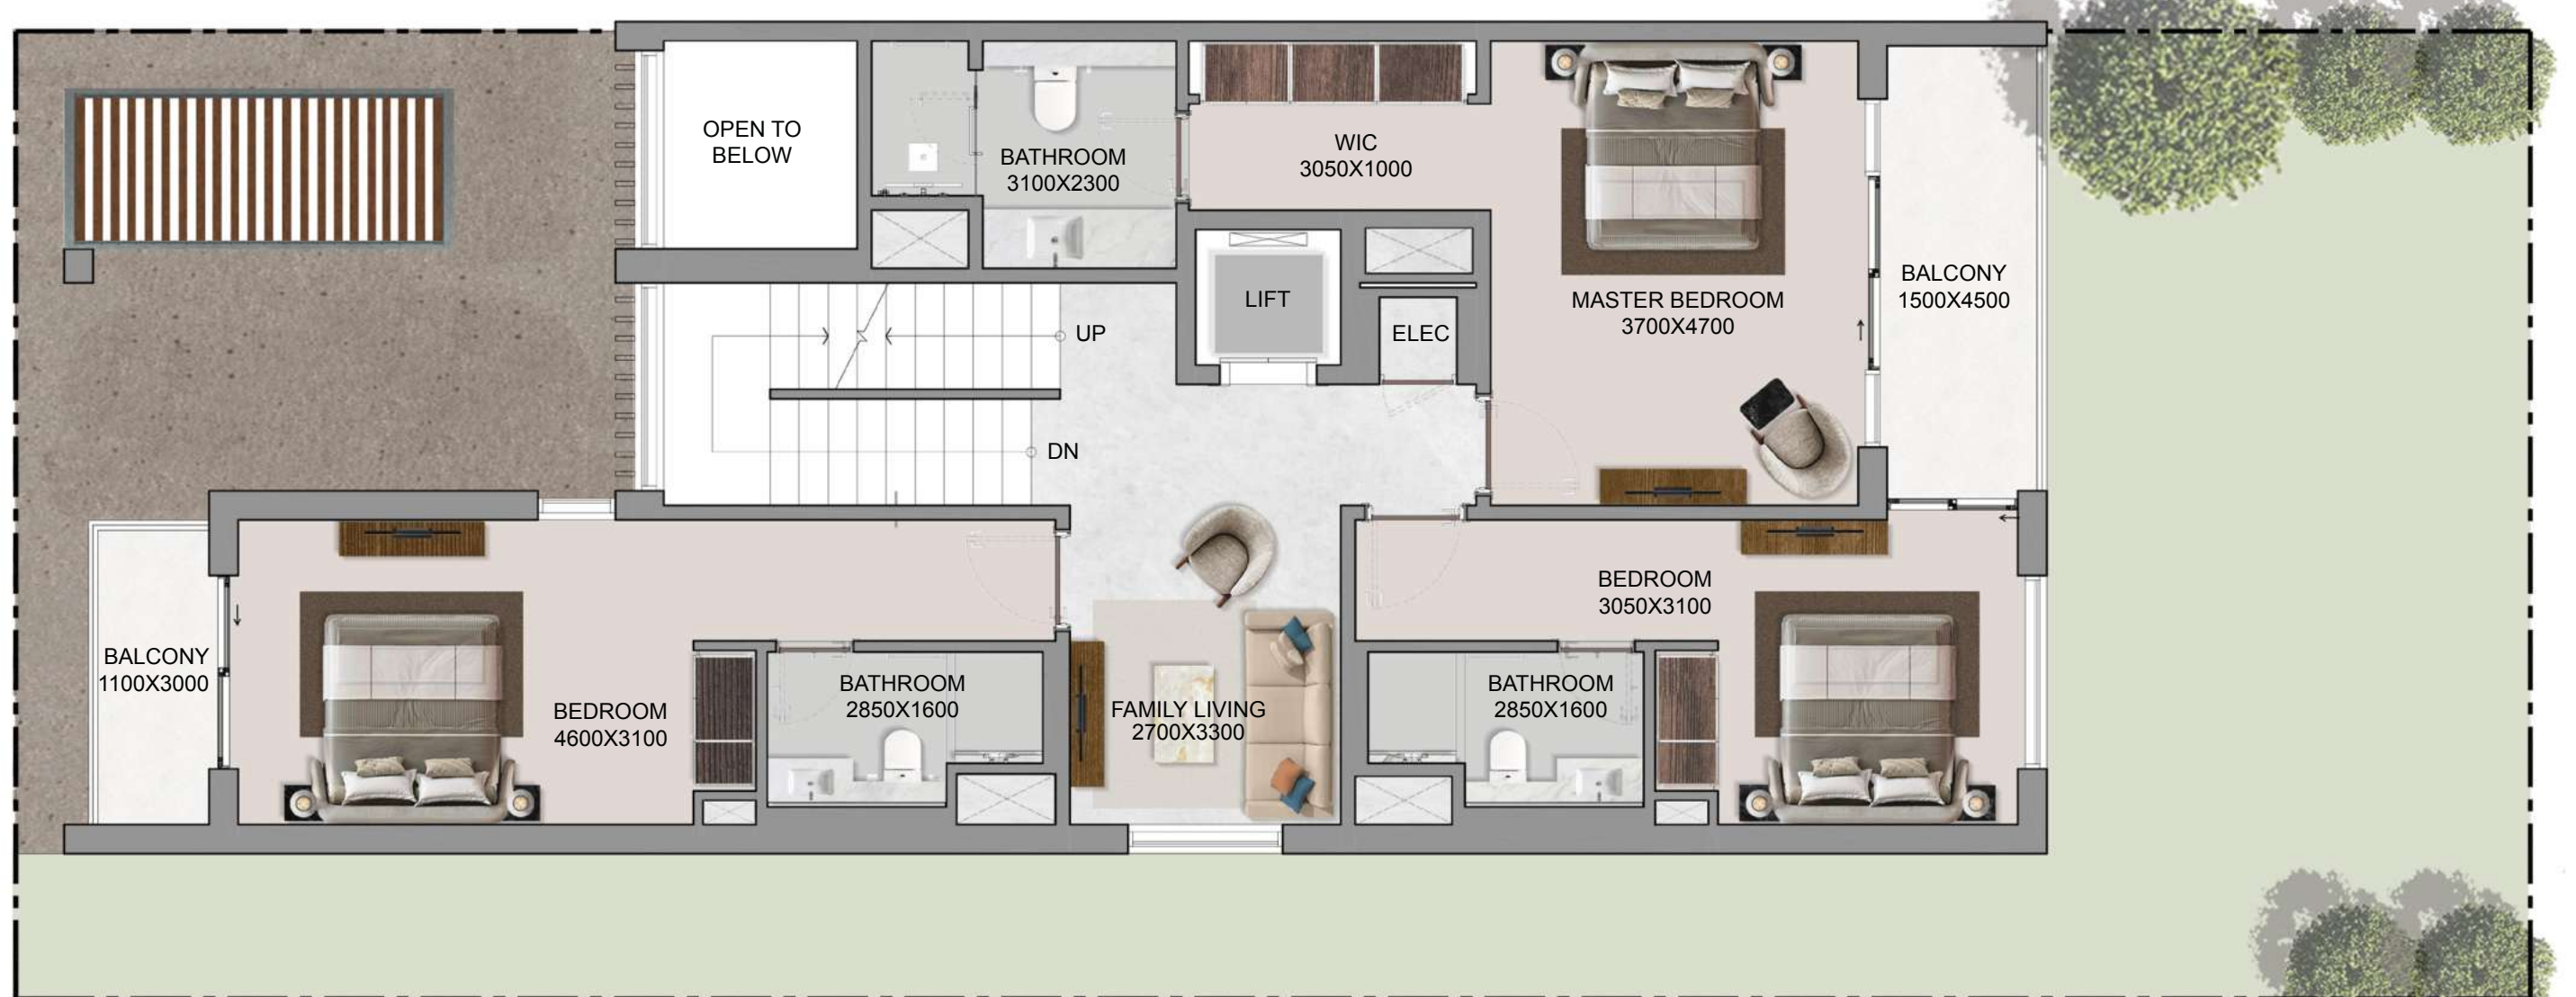 OPEN TO
BELOW
BATHROOM
3100X2300
WIC
3050X1000
LIFT
ELEC
MASTER BEDROOM
3700X4700
BALCONY
1500X4500
UP
DN
BALCONY
1100X3000
BEDROOM
4600X3100
BATHROOM
2850X1600
FAMILY LIVING
2700X3300
BATHROOM
2850X1600
BEDROOM
3050X3100